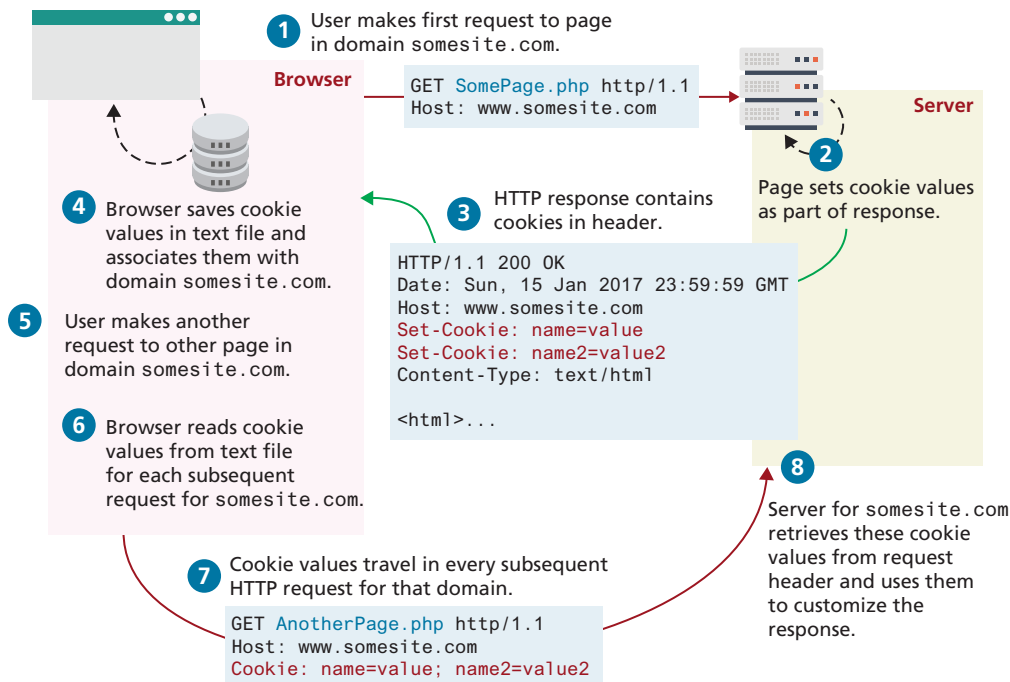 1
User makes first request to page
in domain somesite.com.
Browser
GET SomePage.php http/1.1
Host: www.somesite.com
Server
2
Page sets cookie values
as part of response.
3
HTTP response contains
cookies in header.
HTTP/1.1 200 OK
Date: Sun, 15 Jan 2017 23:59:59 GMT
Host: www.somesite.com
Set-Cookie: name=value
Set-Cookie: name2=value2
Content-Type: text/html
<html>...
4
Browser saves cookie
values in text file and
associates them with
domain somesite.com.
5
User makes another
request to other page in
domain somesite.com.
6
Browser reads cookie
values from text file
for each subsequent
request for somesite.com.
7
Cookie values travel in every subsequent
HTTP request for that domain.
GET AnotherPage.php http/1.1
Host: www.somesite.com
Cookie: name=value; name2=value2
8
Server for somesite.com
retrieves these cookie
values from request
header and uses them
to customize the
response.